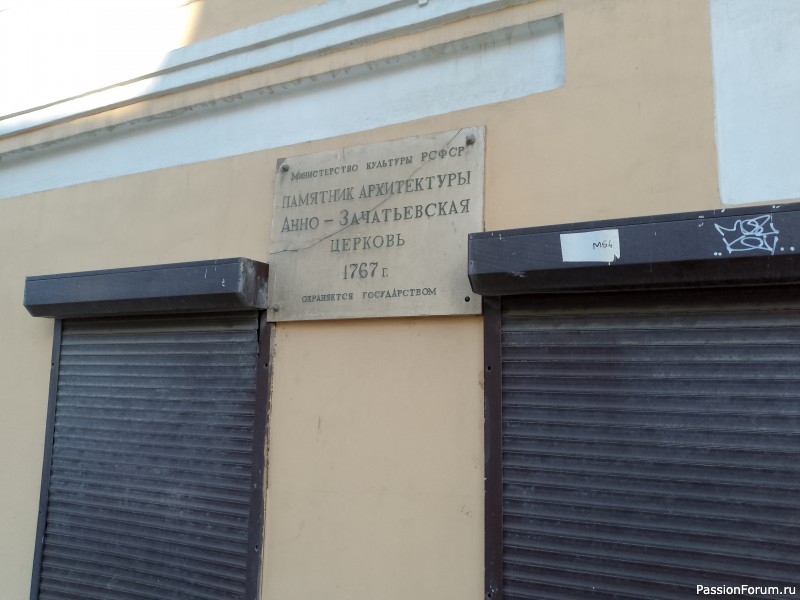 Министерство культуры РСФСР
ПАМЯТНИК АРХИТЕКТУРЫ
Анно – Зачатьевская
церковь
1767 г.
охраняется государством
M54
PassionForum.ru